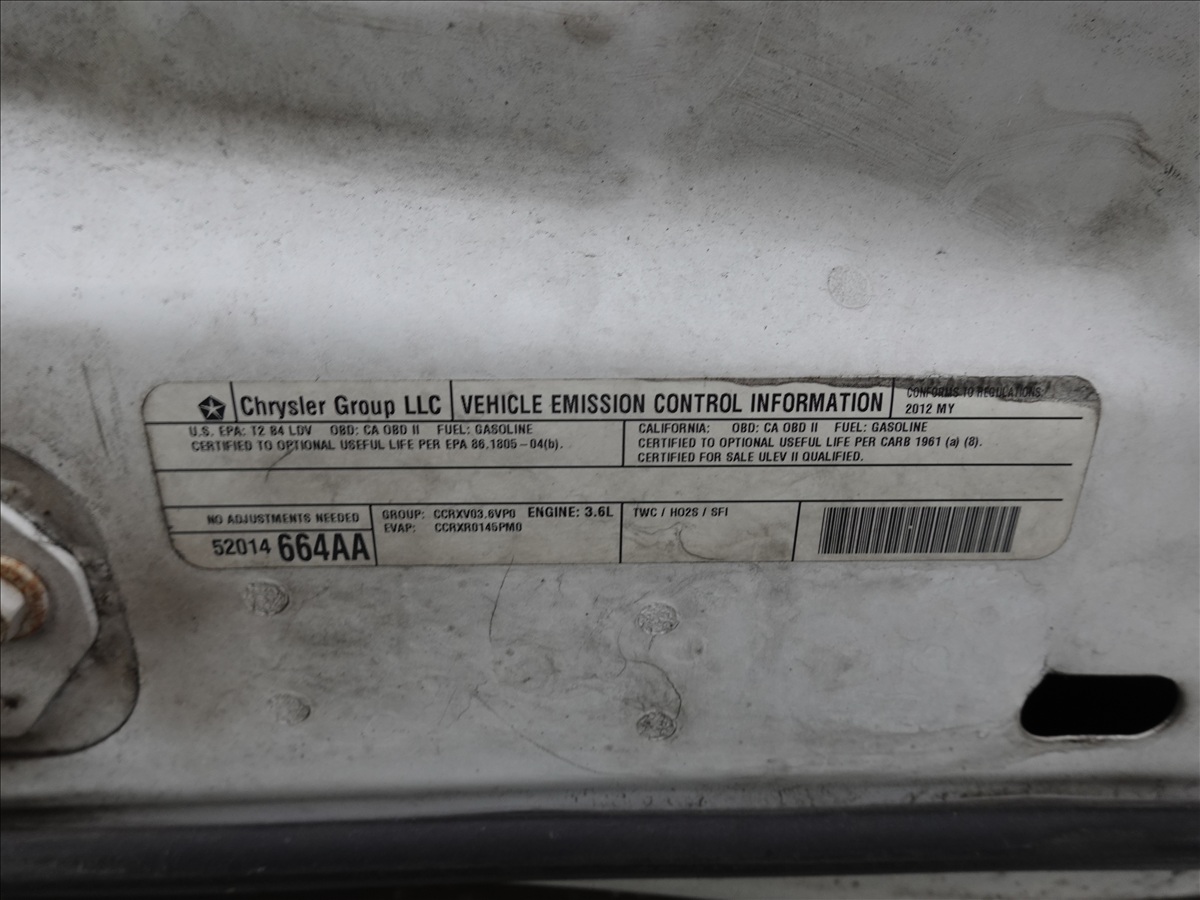 Chrysler Group LLC
VEHICLE EMISSION CONTROL INFORMATION
CONFORMS TO REGULATIONS:
2012 MY
U.S. EPA: T2 B4 LDV OBD: CA OBD II FUEL: GASOLINE
CERTIFIED TO OPTIONAL USEFUL LIFE PER EPA 86.1805-04(b).
CALIFORNIA: OBD: CA OBD II FUEL: GASOLINE
CERTIFIED TO OPTIONAL USEFUL LIFE PER CARB 1961 (a) (8).
CERTIFIED FOR SALE ULEV II QUALIFIED.
NO ADJUSTMENTS NEEDED
52014 664AA
GROUP: CCRXV03.6VP0 ENGINE: 3.6L
EVAP: CCRXR0145PM0
TWC / HO2S / SFI